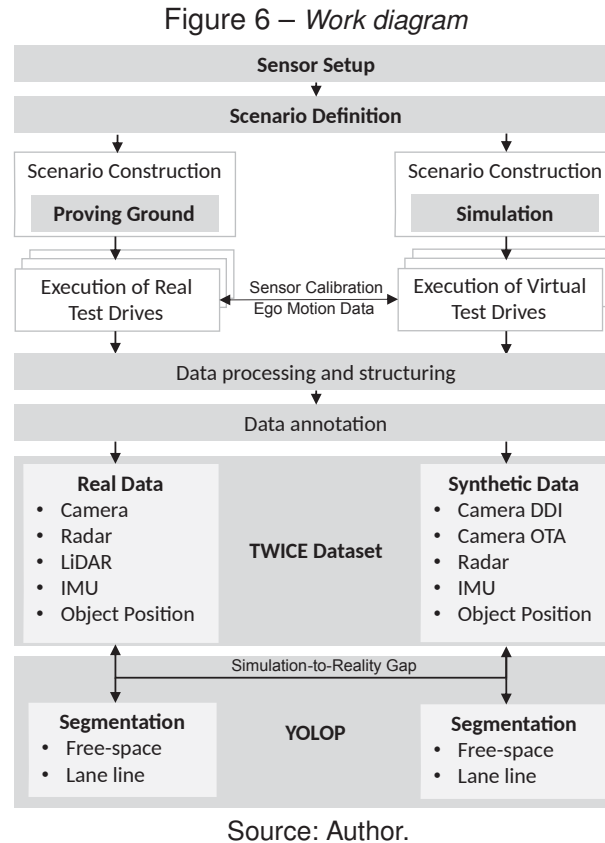 Figure 6 – Work diagram
Sensor Setup
Scenario Definition
Scenario Construction
Proving Ground
Scenario Construction
Simulation
Execution of Real
Test Drives
Sensor Calibration
Ego Motion Data
Execution of Virtual
Test Drives
Data processing and structuring
Data annotation
Real Data
• Camera
• Radar
• LiDAR
• IMU
• Object Position
TWICE Dataset
Synthetic Data
• Camera DDI
• Camera OTA
• Radar
• IMU
• Object Position
Simulation-to-Reality Gap
Segmentation
• Free-space
• Lane line
YOLOP
Segmentation
• Free-space
• Lane line
Source: Author.